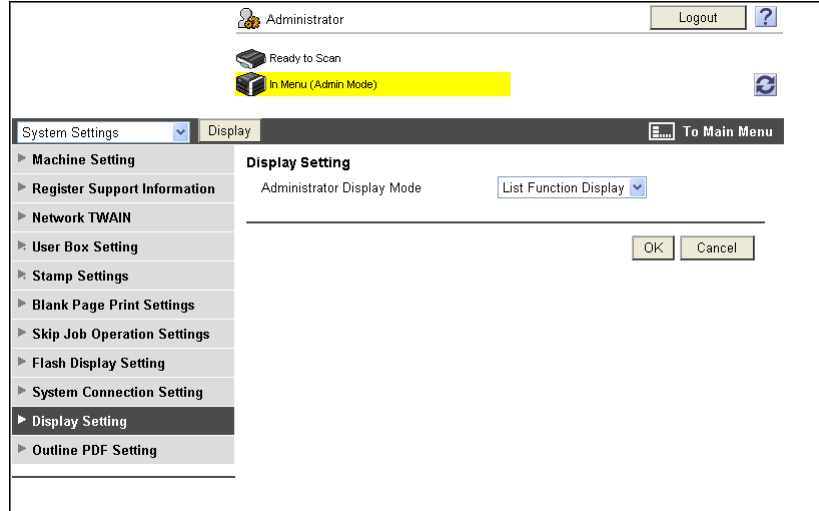 Administrator
Logout
?
Ready to Scan
In Menu (Admin Mode)
System Settings
Display
To Main Menu
Machine Setting
Register Support Information
Network TWAIN
User Box Setting
Stamp Settings
Blank Page Print Settings
Skip Job Operation Settings
Flash Display Setting
System Connection Setting
Display Setting
Outline PDF Setting
Display Setting
Administrator Display Mode
List Function Display
OK
Cancel